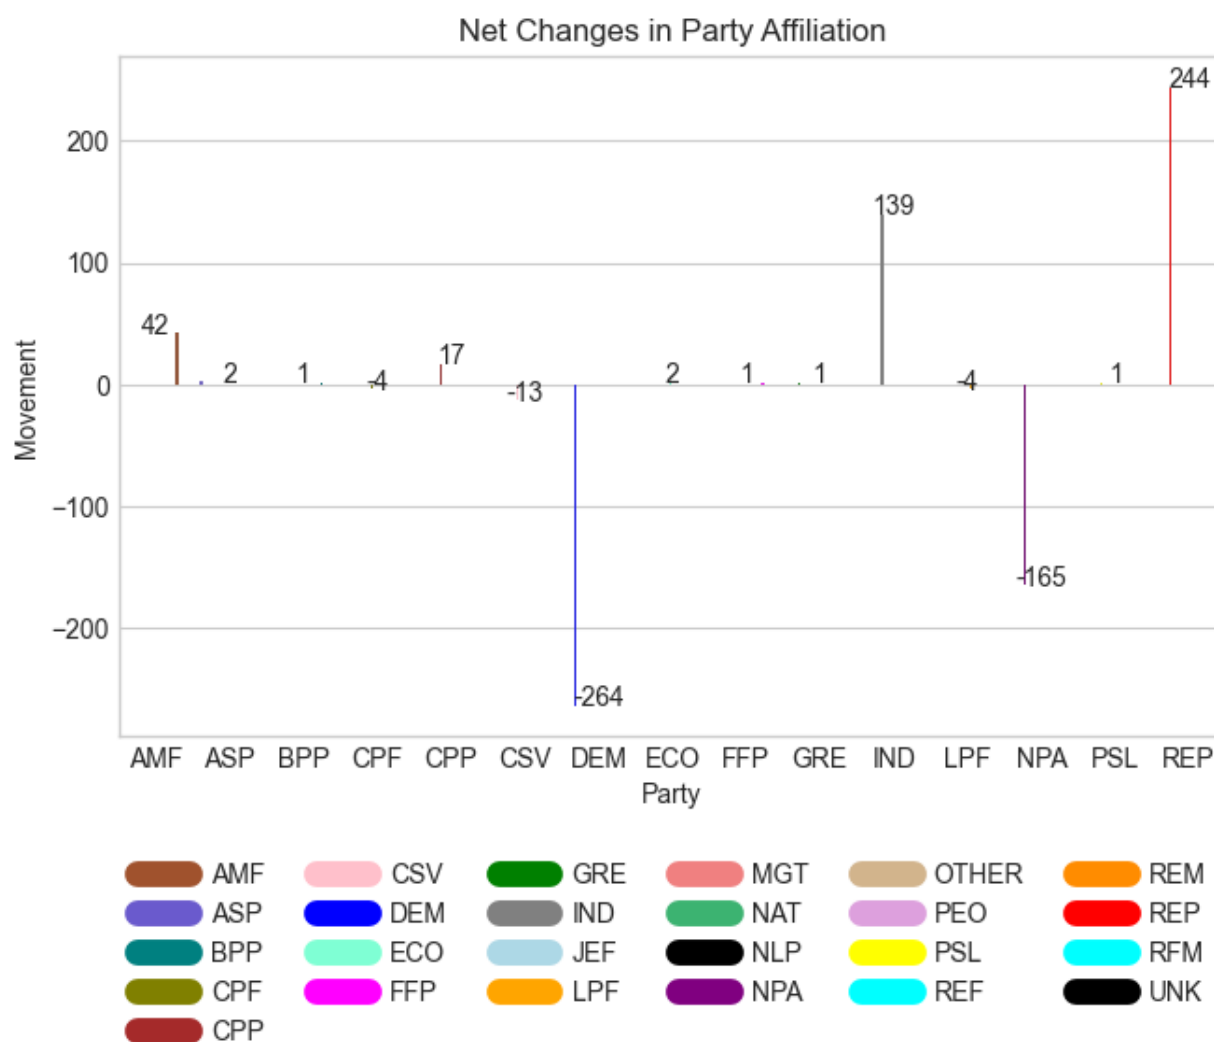 Net Changes in Party Affiliation
244
200
139
100
42
17
2
1
-4
-13
2
1
1
-4
1
0
Movement
−100
-165
−200
-264
AMF ASP BPP CPF CPP CSV DEM ECO FFP GRE IND LPF NPA PSL REP
Party
AMF CSV GRE MGT OTHER REM
ASP DEM IND NAT PEO REP
BPP ECO JEF NLP PSL RFM
CPF FFP LPF NPA REF UNK
CPP